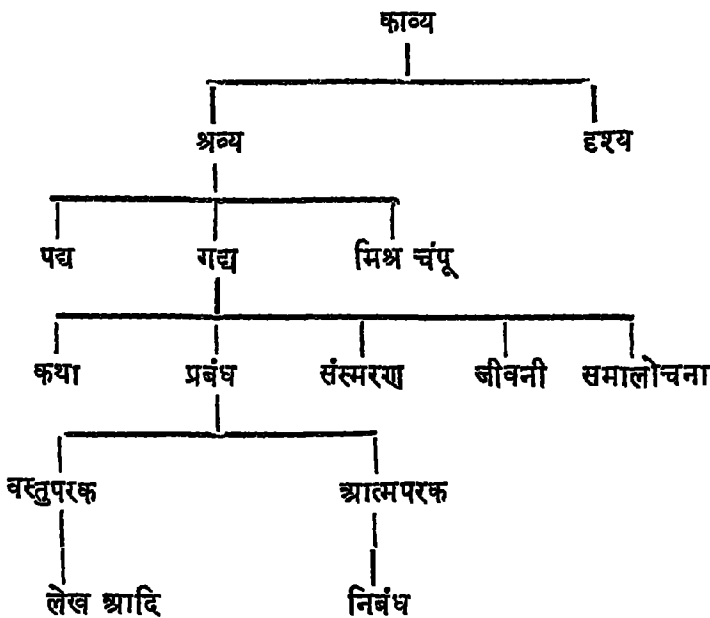 काव्य
श्रव्य दृश्य
पद्य गद्य मिश्र चंपू
कथा प्रबंध संस्मरण जीवनी समालोचना
वस्तुपरक आत्मपरक
लेख आदि निबंध